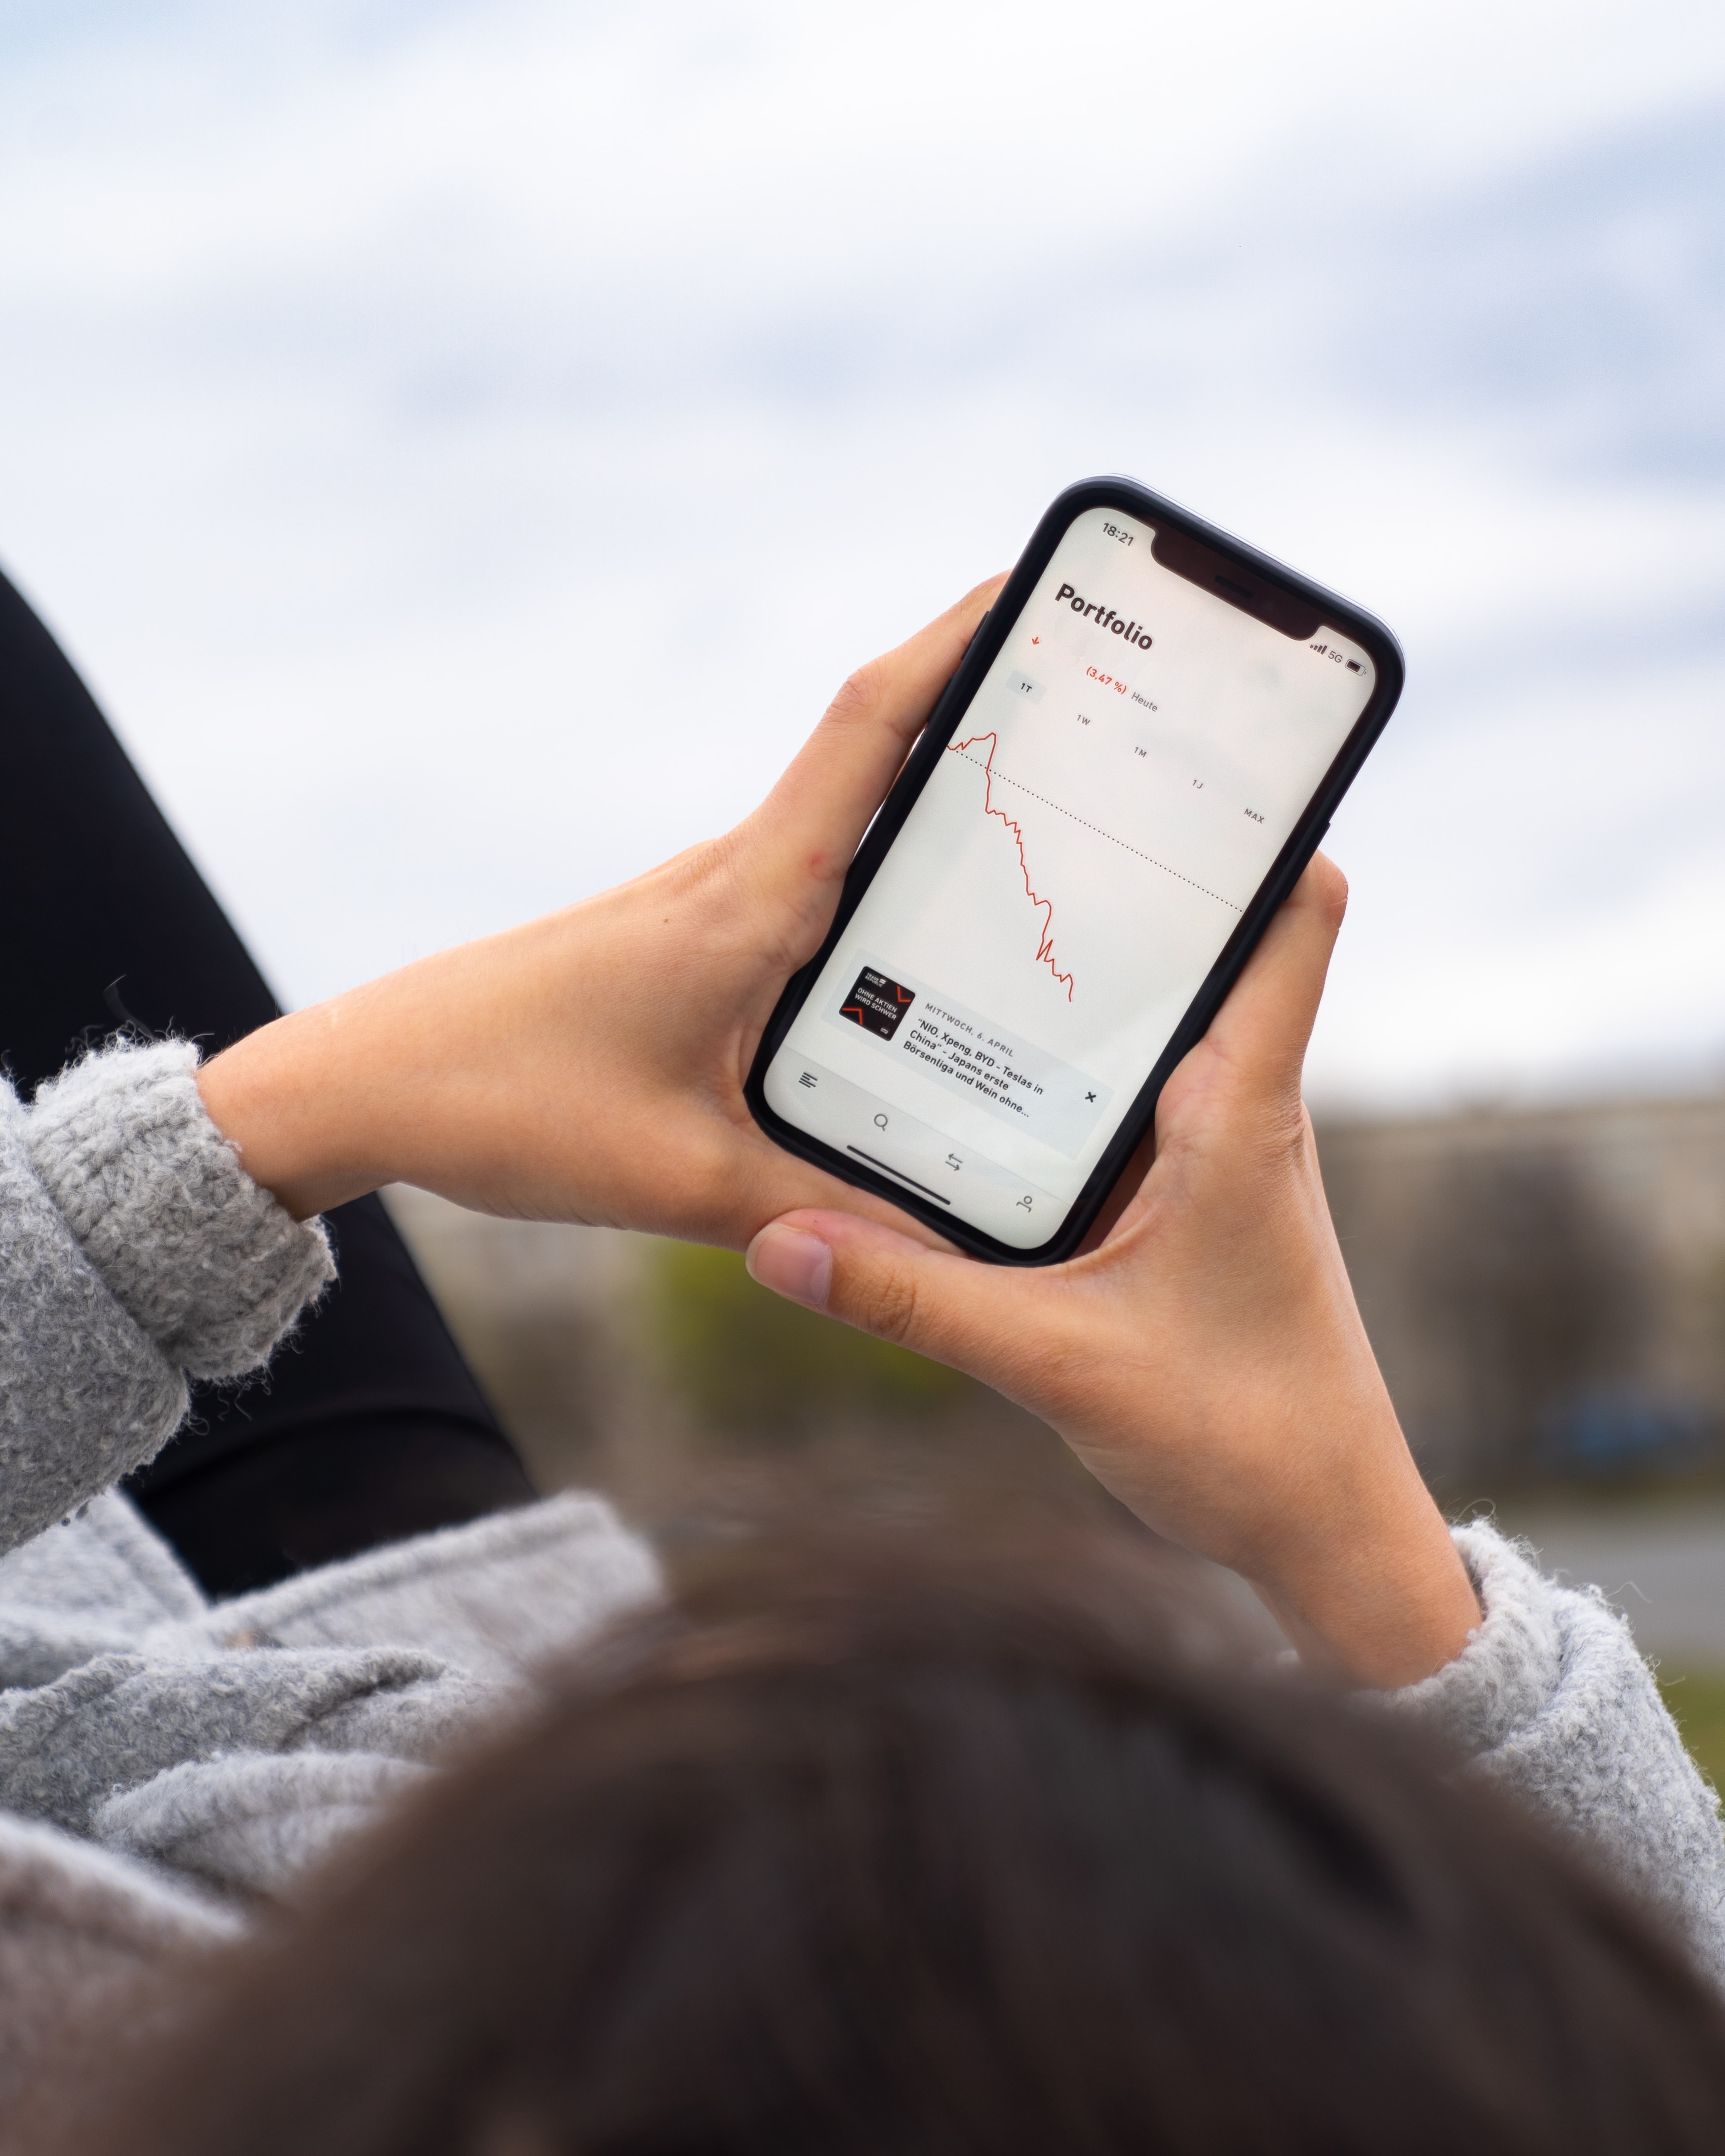 18:21
5G
Portfolio
(3,47 %) Heute
1T
1W
1M
1J
MAX
OHNE AKTIEN
WIRD SCHWER
MITTWOCH, 6. APRIL
"NIO, Xpeng, BYD - Teslas in
China" - Japans erste
Börsenliga und Wein ohne...